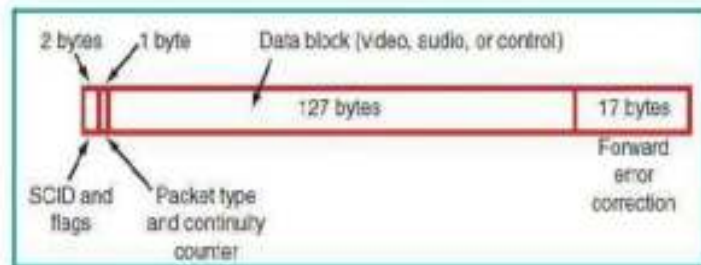 2 bytes
1 byte
Data block (video, audio, or control)
127 bytes
17 bytes
SCID and
flags
Packet type
and continuity
counter
Forward
error
correction